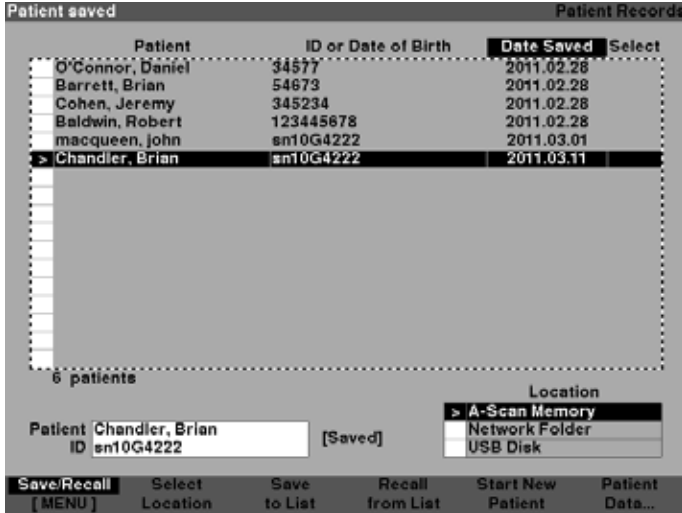 Patient saved Patient Records
Patient ID or Date of Birth Date Saved Select
O'Connor, Daniel 34577 2011.02.28
Barrett, Brian 54673 2011.02.28
Cohen, Jeremy 345234 2011.02.28
Baldwin, Robert 123445678 2011.02.28
macqueen, john sn10G4222 2011.03.01
> Chandler, Brian sn10G4222 2011.03.11
6 patients
Location
> A-Scan Memory
Network Folder
USB Disk
Patient Chandler, Brian [Saved]
ID sn10G4222
Save/Recall Select Save Recall Start New Patient
[MENU] Location to List from List Patient Data...